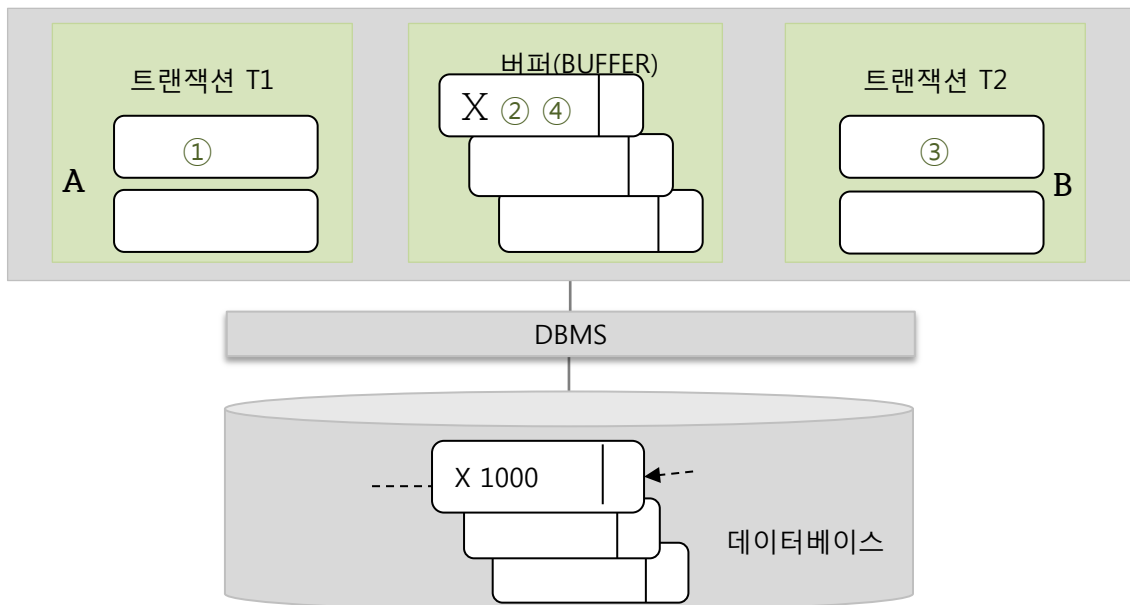 트랜잭션 T1
①
A
버퍼(BUFFER)
X ② ④
트랜잭션 T2
③
B
DBMS
X 1000
데이터베이스